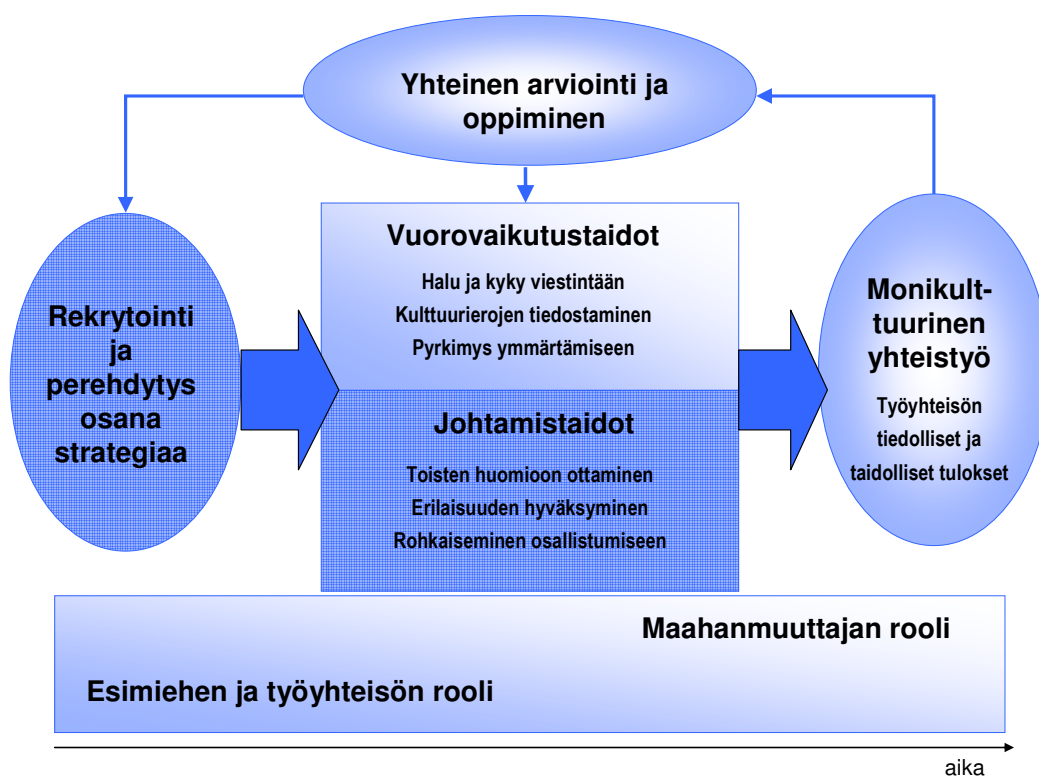 Yhteinen arviointi ja
oppiminen
Rekrytointi
ja
perehdytys
osana
strategiaa
Vuorovaikutustaidot
Halu ja kyky viestintään
Kulttuurierojen tiedostaminen
Pyrkimys ymmärtämiseen
Johtamistaidot
Toisten huomioon ottaminen
Erilaisuuden hyväksyminen
Rohkaiseminen osallistumiseen
Monikult-
tuurinen
yhteistyö
Työyhteisön
tiedolliset ja
taidolliset tulokset
Maahanmuuttajan rooli
Esimiehen ja työyhteisön rooli
aika